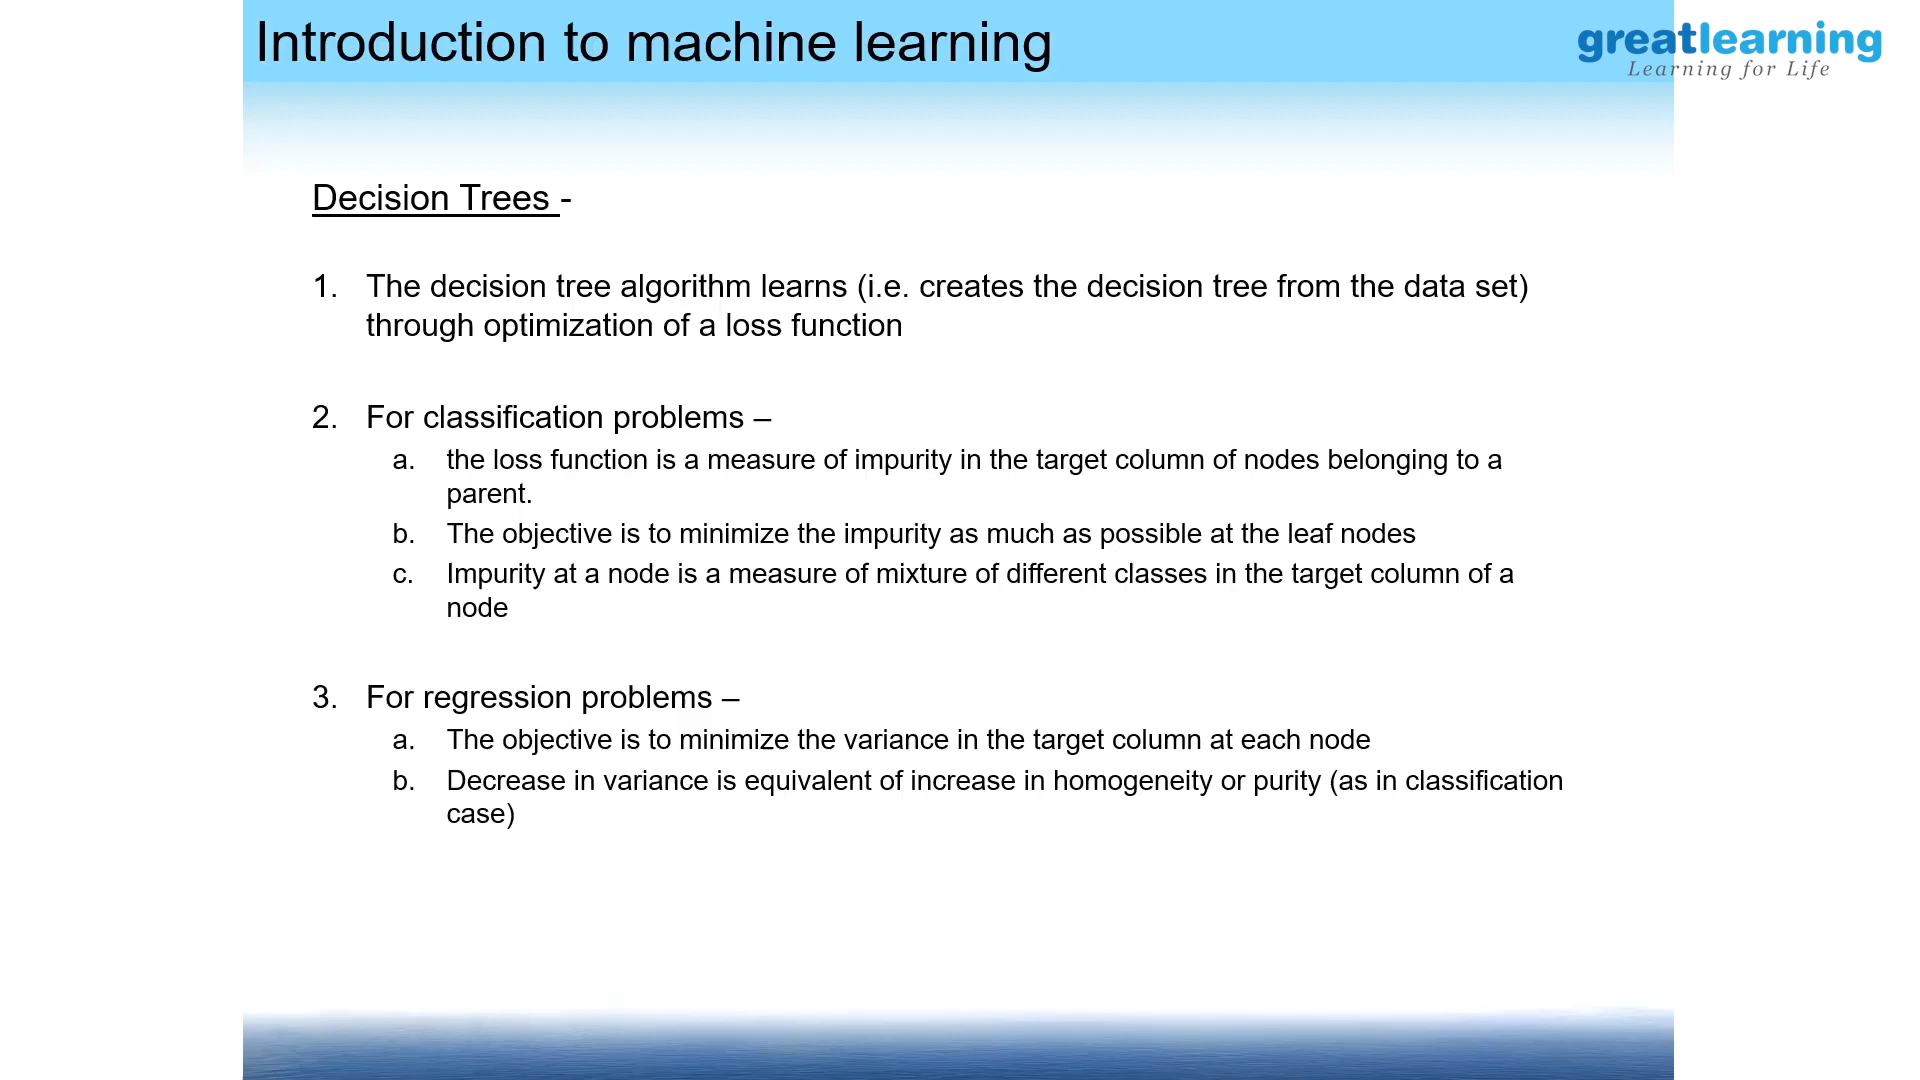 Introduction to machine learning
greatlearning
Learning for Life
Decision Trees -
1. The decision tree algorithm learns (i.e. creates the decision tree from the data set)
through optimization of a loss function
2. For classification problems –
a. the loss function is a measure of impurity in the target column of nodes belonging to a
parent.
b. The objective is to minimize the impurity as much as possible at the leaf nodes
c. Impurity at a node is a measure of mixture of different classes in the target column of a
node
3. For regression problems –
a. The objective is to minimize the variance in the target column at each node
b. Decrease in variance is equivalent of increase in homogeneity or purity (as in classification
case)